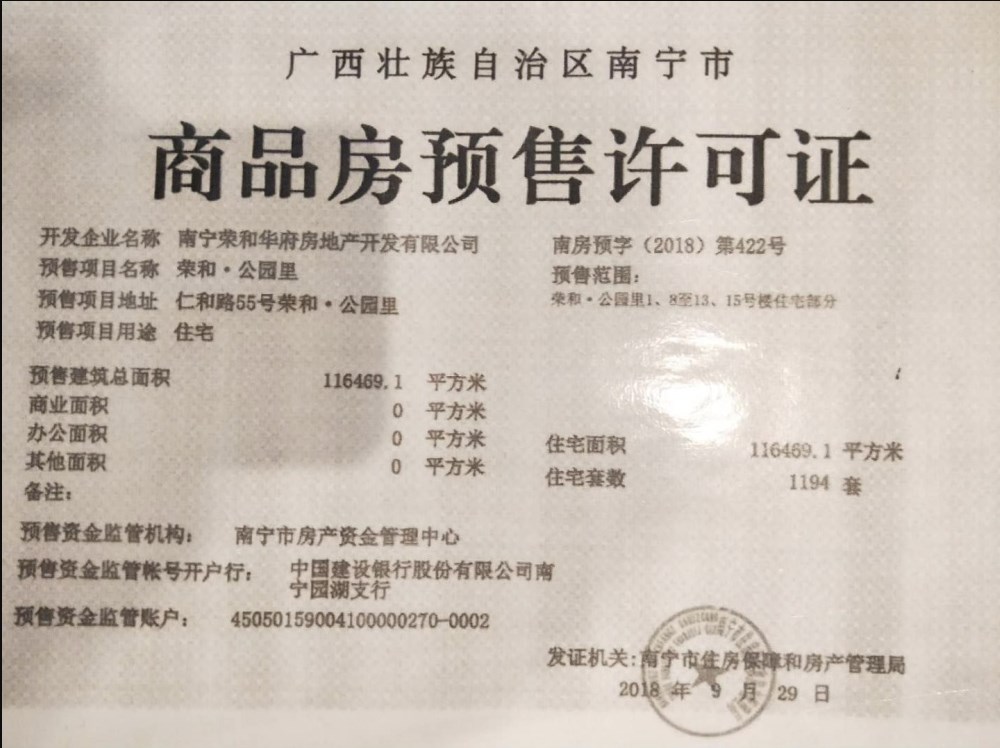 广西壮族自治区南宁市
商品房预售许可证
开发企业名称 南宁荣和华府房地产开发有限公司
南房预字（2018）第422号
预售项目名称 荣和·公园里
预售范围：
预售项目地址 仁和路55号荣和·公园里
荣和·公园里1、8至13、15号楼住宅部分
预售项目用途 住宅
预售建筑总面积 116469.1 平方米
商业面积 0 平方米
办公面积 0 平方米
住宅面积 116469.1 平方米
其他面积 0 平方米
住宅套数 1194 套
备注：
预售资金监管机构： 南宁市房产资金管理中心
预售资金监管帐号开户行： 中国建设银行股份有限公司南
宁园湖支行
预售资金监管账户： 45050159004100000270-0002
发证机关：南宁市住房保障和房产管理局
2018 年 9 月 29 日